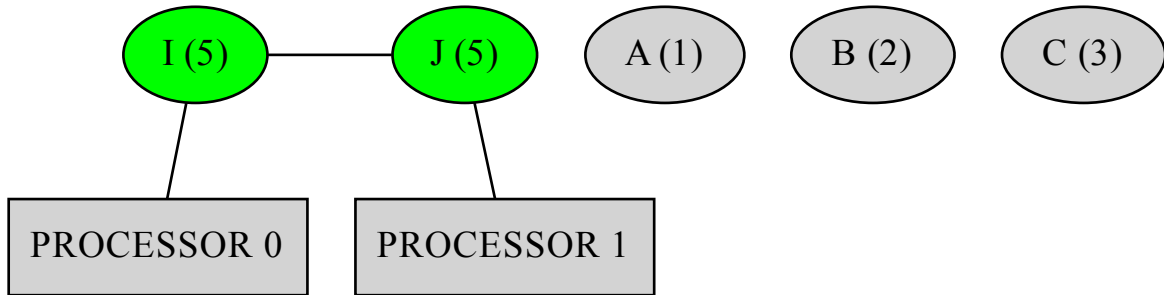 I (5)
J (5)
A (1)
B (2)
C (3)
PROCESSOR 0
PROCESSOR 1